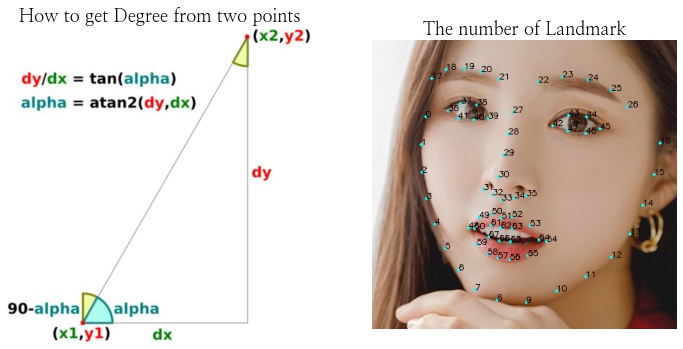 How to get Degree from two points
(x2,y2)
dy/dx = tan(alpha)
alpha = atan2(dy,dx)
dy
90-alpha
alpha
(x1,y1)
dx
The number of Landmark
18 19 20
17 21 22 23 24
25
26
36 37 38
41 40 39
27
43 44
42 47 46 45
0
28
1
29
16
2
30
15
31 32 33 34 35
3
14
49 50 51 52 53
4
48 60 61 62 63
13
59 67 66 65 64 54
5
58 57 56 55
12
6
11
7
10
8 9